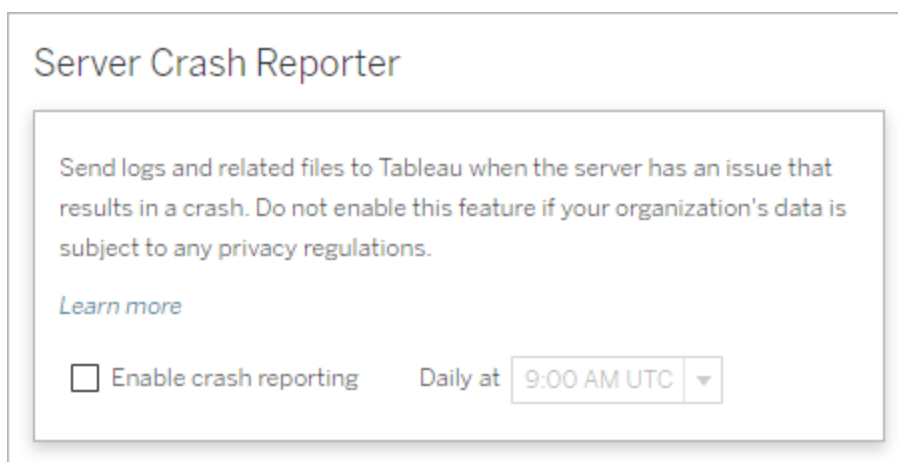 Server Crash Reporter
Send logs and related files to Tableau when the server has an issue that
results in a crash. Do not enable this feature if your organization's data is
subject to any privacy regulations.
Learn more
Enable crash reporting Daily at 9:00 AM UTC